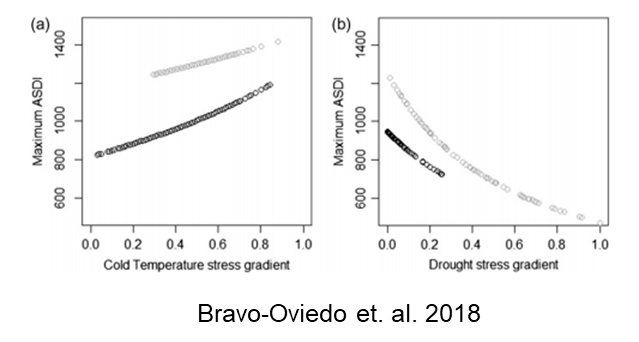 (a) (b)
Maximum ASDI
600 800 1000 1400
0.0 0.2 0.4 0.6 0.8 1.0
Cold Temperature stress gradient
Maximum ASDI
600 800 1000 1400
0.0 0.2 0.4 0.6 0.8 1.0
Drought stress gradient
Bravo-Oviedo et. al. 2018